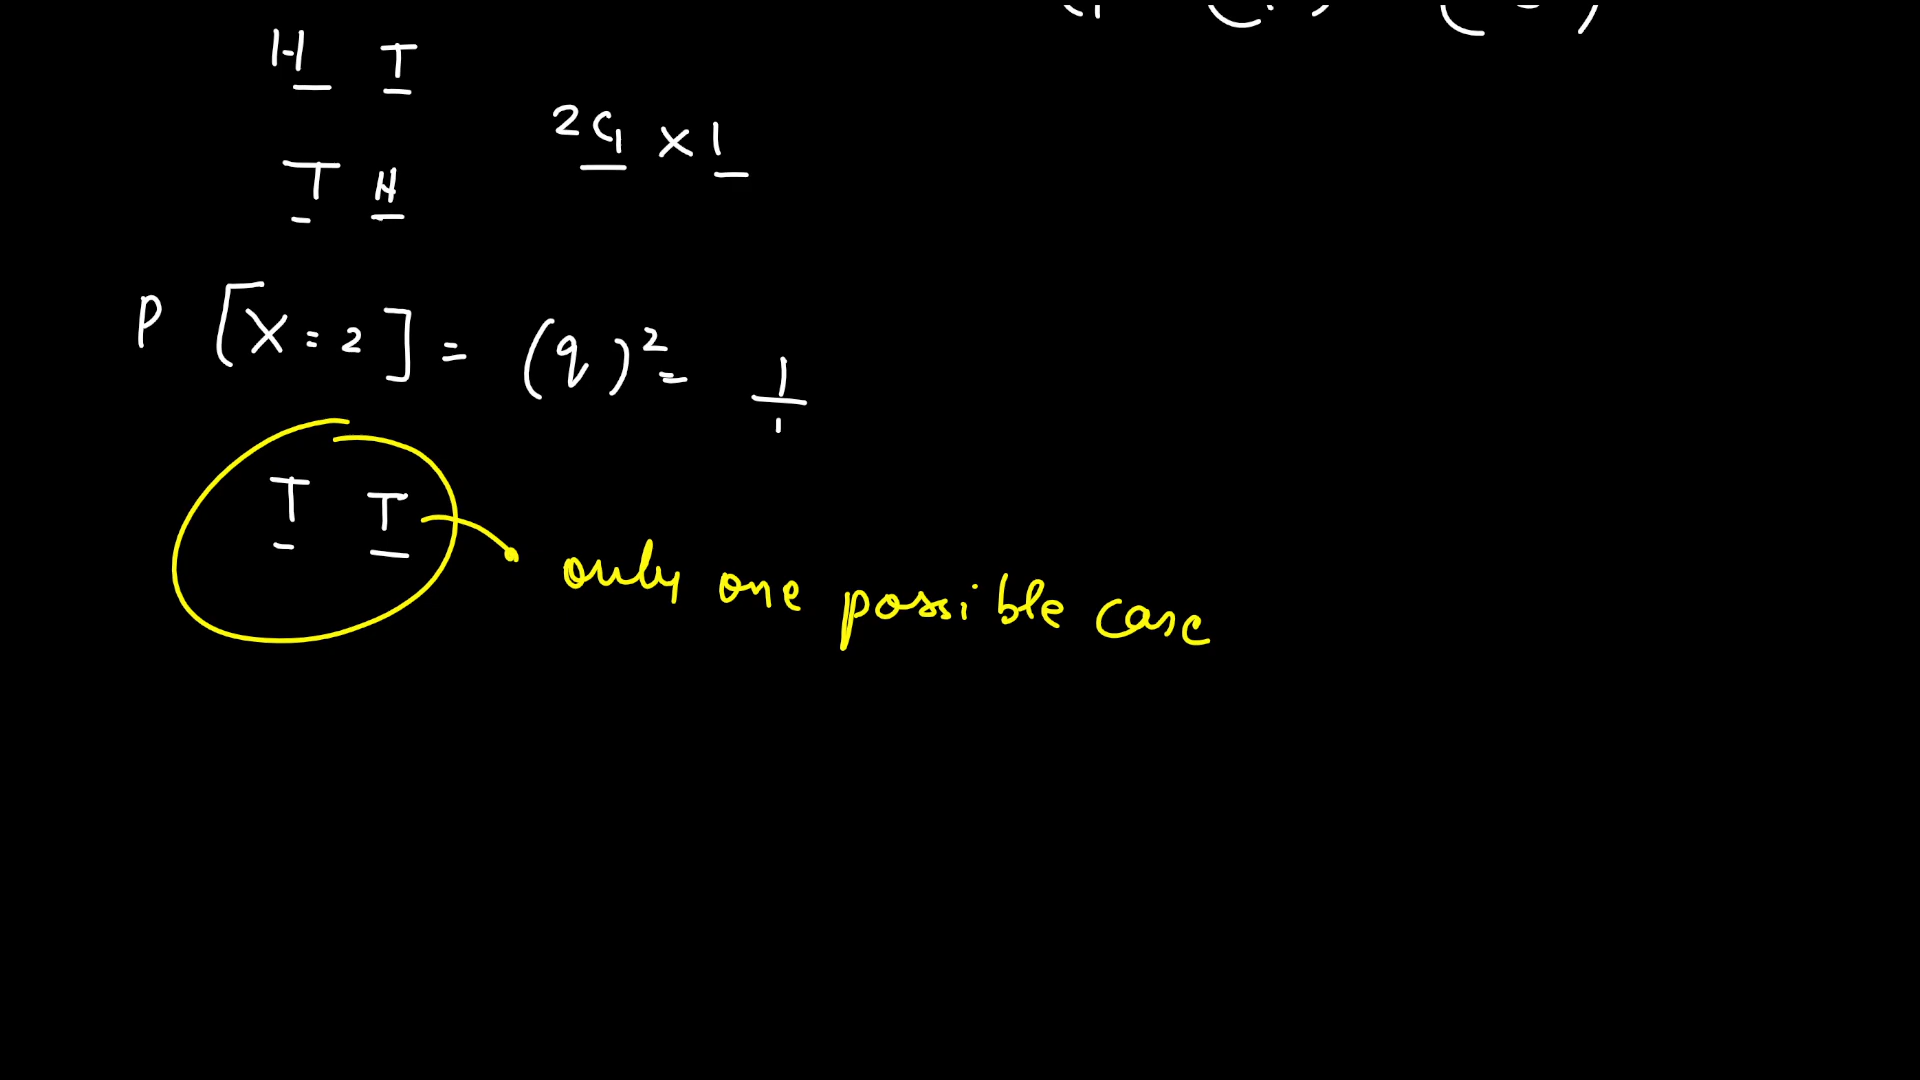 H T
2C1 × 1
T H
P [X = 2] = (q)² = 1/1
T T
only one possible case